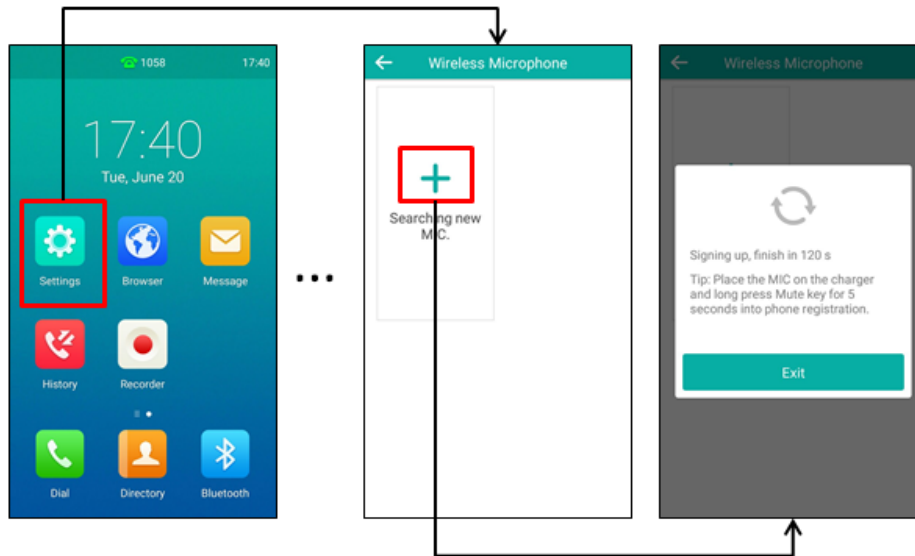 1058
17:40
17:40
Tue, June 20
Settings
Browser
Message
History
Recorder
Dial
Directory
Bluetooth
...
Wireless Microphone
Searching new
MIC.
Wireless Microphone
Signing up, finish in 120 s
Tip: Place the MIC on the charger
and long press Mute key for 5
seconds into phone registration.
Exit